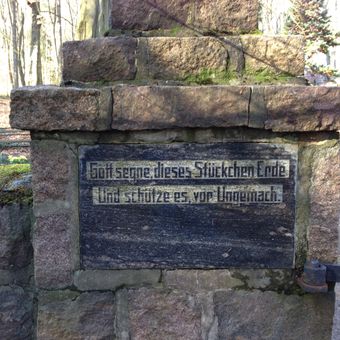 Gott segne dieses Stückchen Erde
Und schütze es, vor Ungemach.